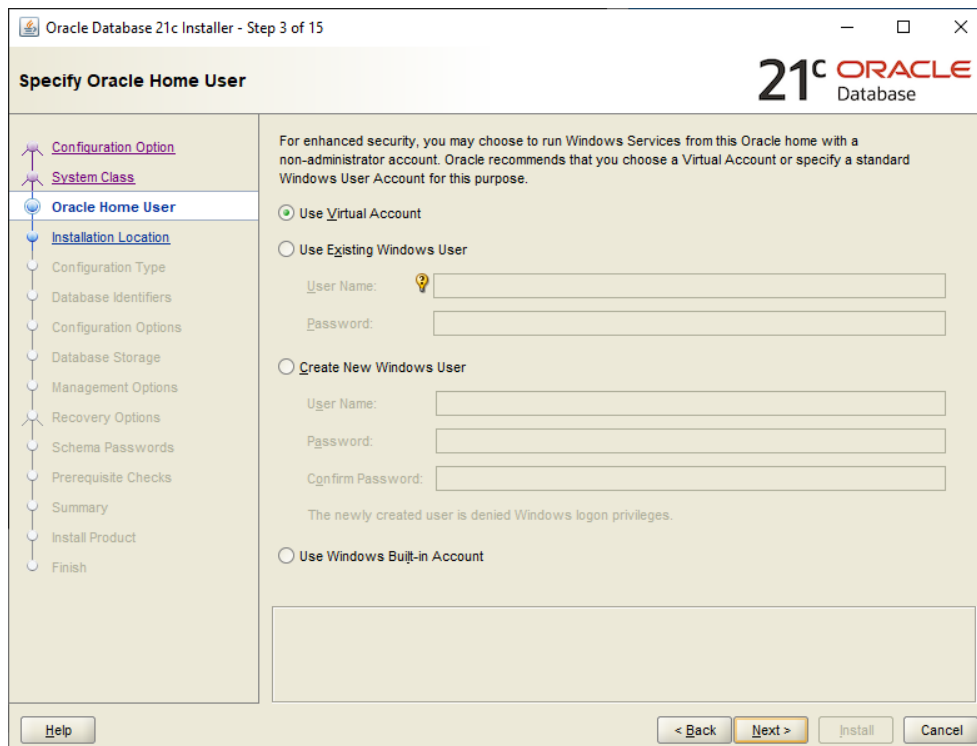 Oracle Database 21c Installer - Step 3 of 15
Specify Oracle Home User
21c ORACLE
Database
Configuration Option
System Class
Oracle Home User
Installation Location
Configuration Type
Database Identifiers
Configuration Options
Database Storage
Management Options
Recovery Options
Schema Passwords
Prerequisite Checks
Summary
Install Product
Finish
For enhanced security, you may choose to run Windows Services from this Oracle home with a
non-administrator account. Oracle recommends that you choose a Virtual Account or specify a standard
Windows User Account for this purpose.
Use Virtual Account
Use Existing Windows User
User Name:
Password:
Create New Windows User
User Name:
Password:
Confirm Password:
The newly created user is denied Windows logon privileges.
Use Windows Built-in Account
Help
< Back
Next >
Install
Cancel